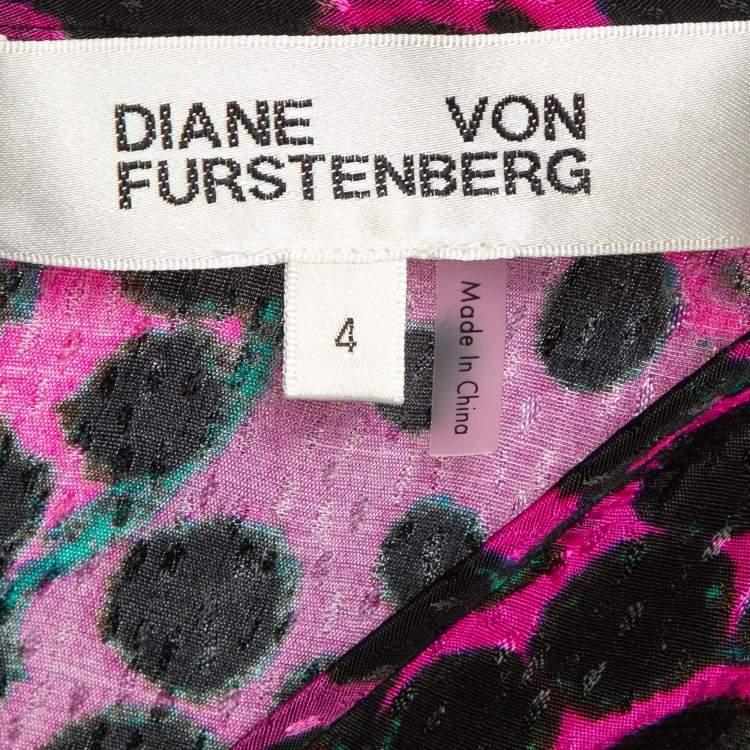 DIANE VON
FURSTENBERG
4
Made In China